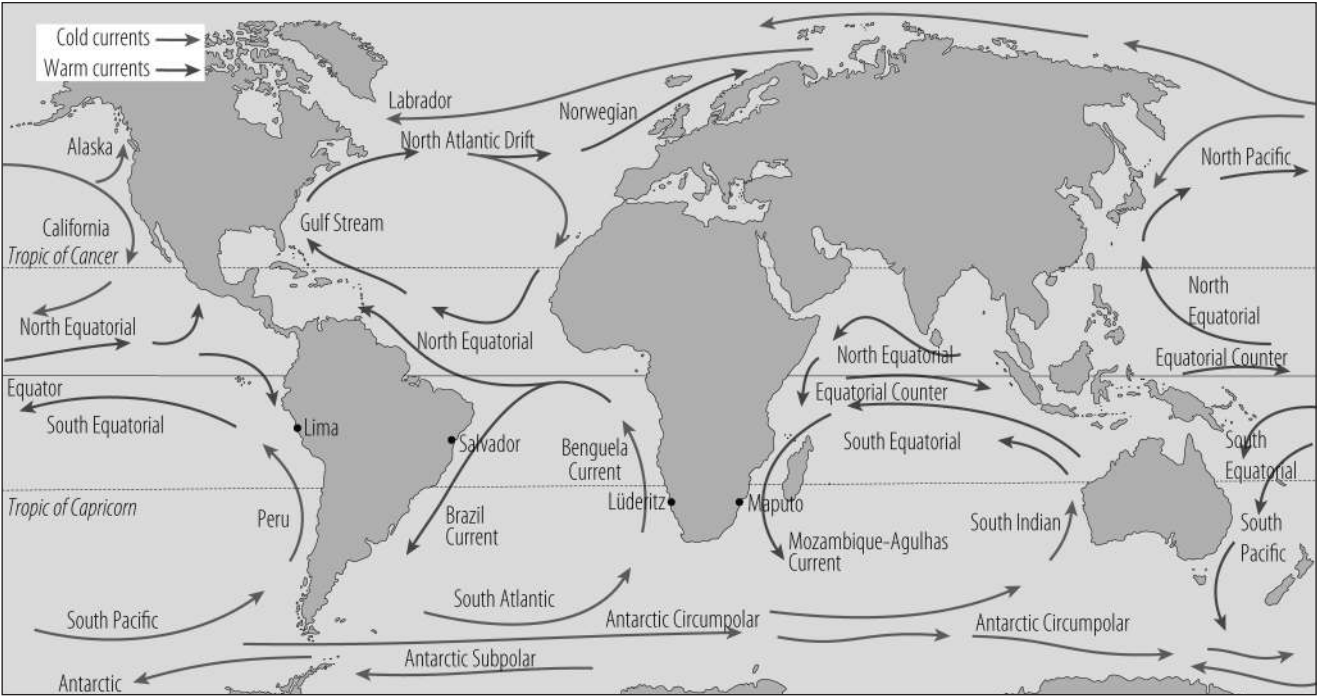 Cold currents
Warm currents
Labrador
Norwegian
North Atlantic Drift
Alaska
North Pacific
California
Gulf Stream
Tropic of Cancer
North
Equatorial
North Equatorial
North Equatorial
North Equatorial
Equatorial Counter
Equator
Equatorial Counter
South Equatorial
Lima
Salvador
South Equatorial
South
Equatorial
Benguela
Current
Tropic of Capricorn
Lüderitz
Maputo
Peru
Brazil
Current
South Indian
South
Pacific
Mozambique-Agulhas
Current
South Pacific
South Atlantic
Antarctic Circumpolar
Antarctic Circumpolar
Antarctic Subpolar
Antarctic